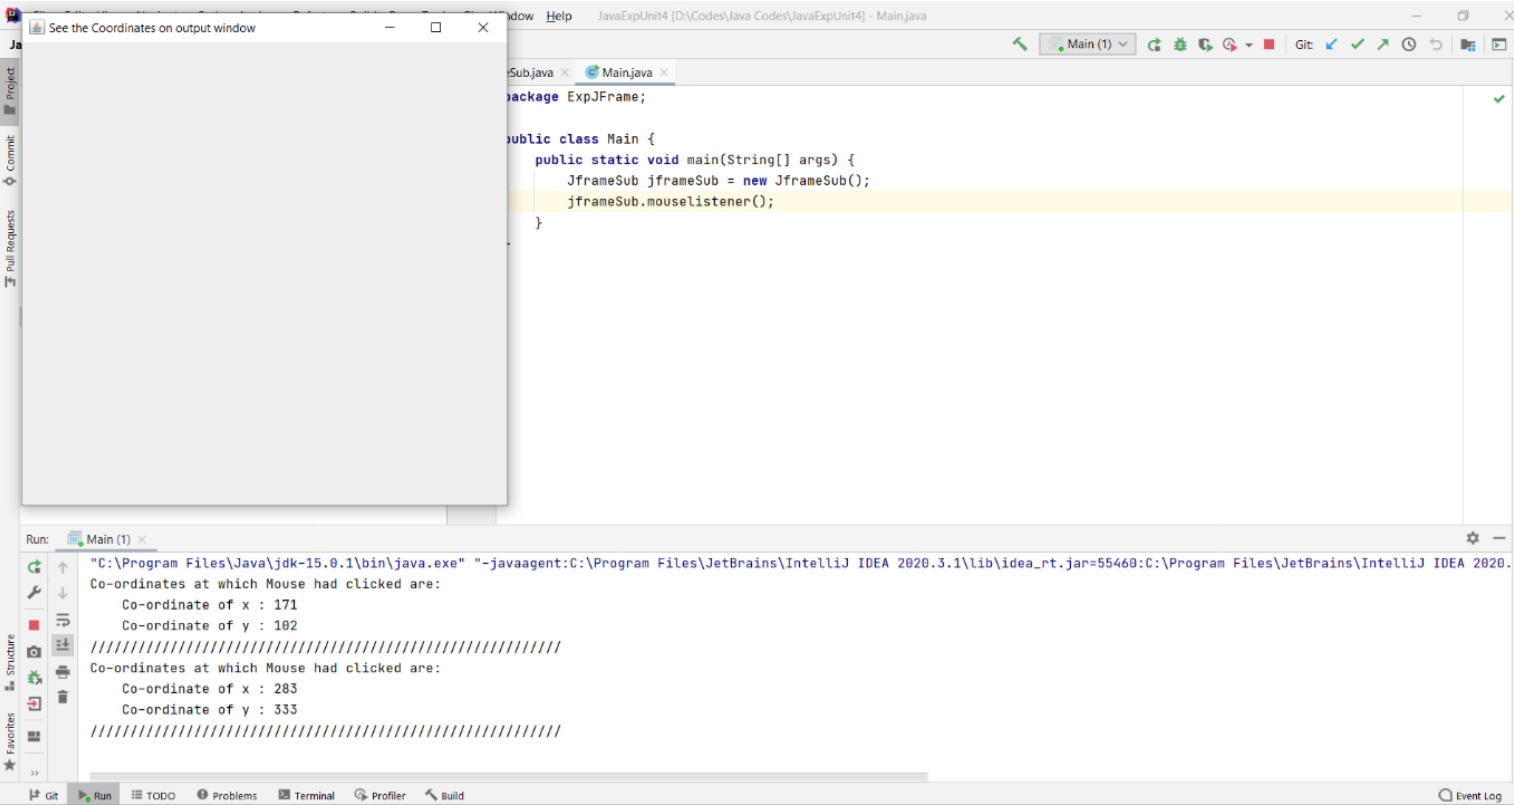 See the Coordinates on output window
Window Help JavaExpUnit4 [D:\Codes\Java Codes\JavaExpUnit4] - Main.java
Ja
Main (1) Git:
Sub.java Main.java
Project
Commit
Pull Requests
package ExpJFrame;
public class Main {
public static void main(String[] args) {
JframeSub jframeSub = new JframeSub();
jframeSub.mouselistener();
}
Run: Main (1)
"C:\Program Files\Java\jdk-15.0.1\bin\java.exe" "-javaagent:C:\Program Files\JetBrains\IntelliJ IDEA 2020.3.1\lib\idea_rt.jar=55460:C:\Program Files\JetBrains\IntelliJ IDEA 2020.
Co-ordinates at which Mouse had clicked are:
Co-ordinate of x : 171
Co-ordinate of y : 102
///////////////////////////////////////////////////////////
Co-ordinates at which Mouse had clicked are:
Co-ordinate of x : 283
Co-ordinate of y : 333
///////////////////////////////////////////////////////////
Structure
Favorites
Git Run TODO Problems Terminal Profiler Build Event Log